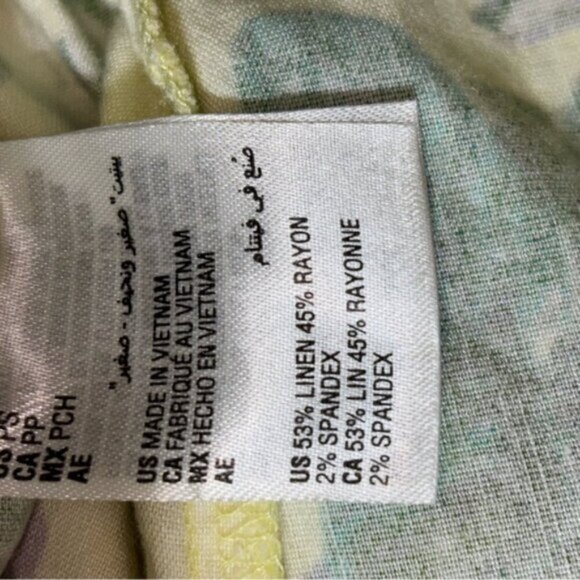 US PS
CA PP
MX PCH
AE
بيتيت" صغير ونحيف - صغير"
US MADE IN VIETNAM
CA FABRIQUÉ AU VIETNAM
MX HECHO EN VIETNAM
AE
صُنع في فيتنام
US 53% LINEN 45% RAYON
2% SPANDEX
CA 53% LIN 45% RAYONNE
2% SPANDEX